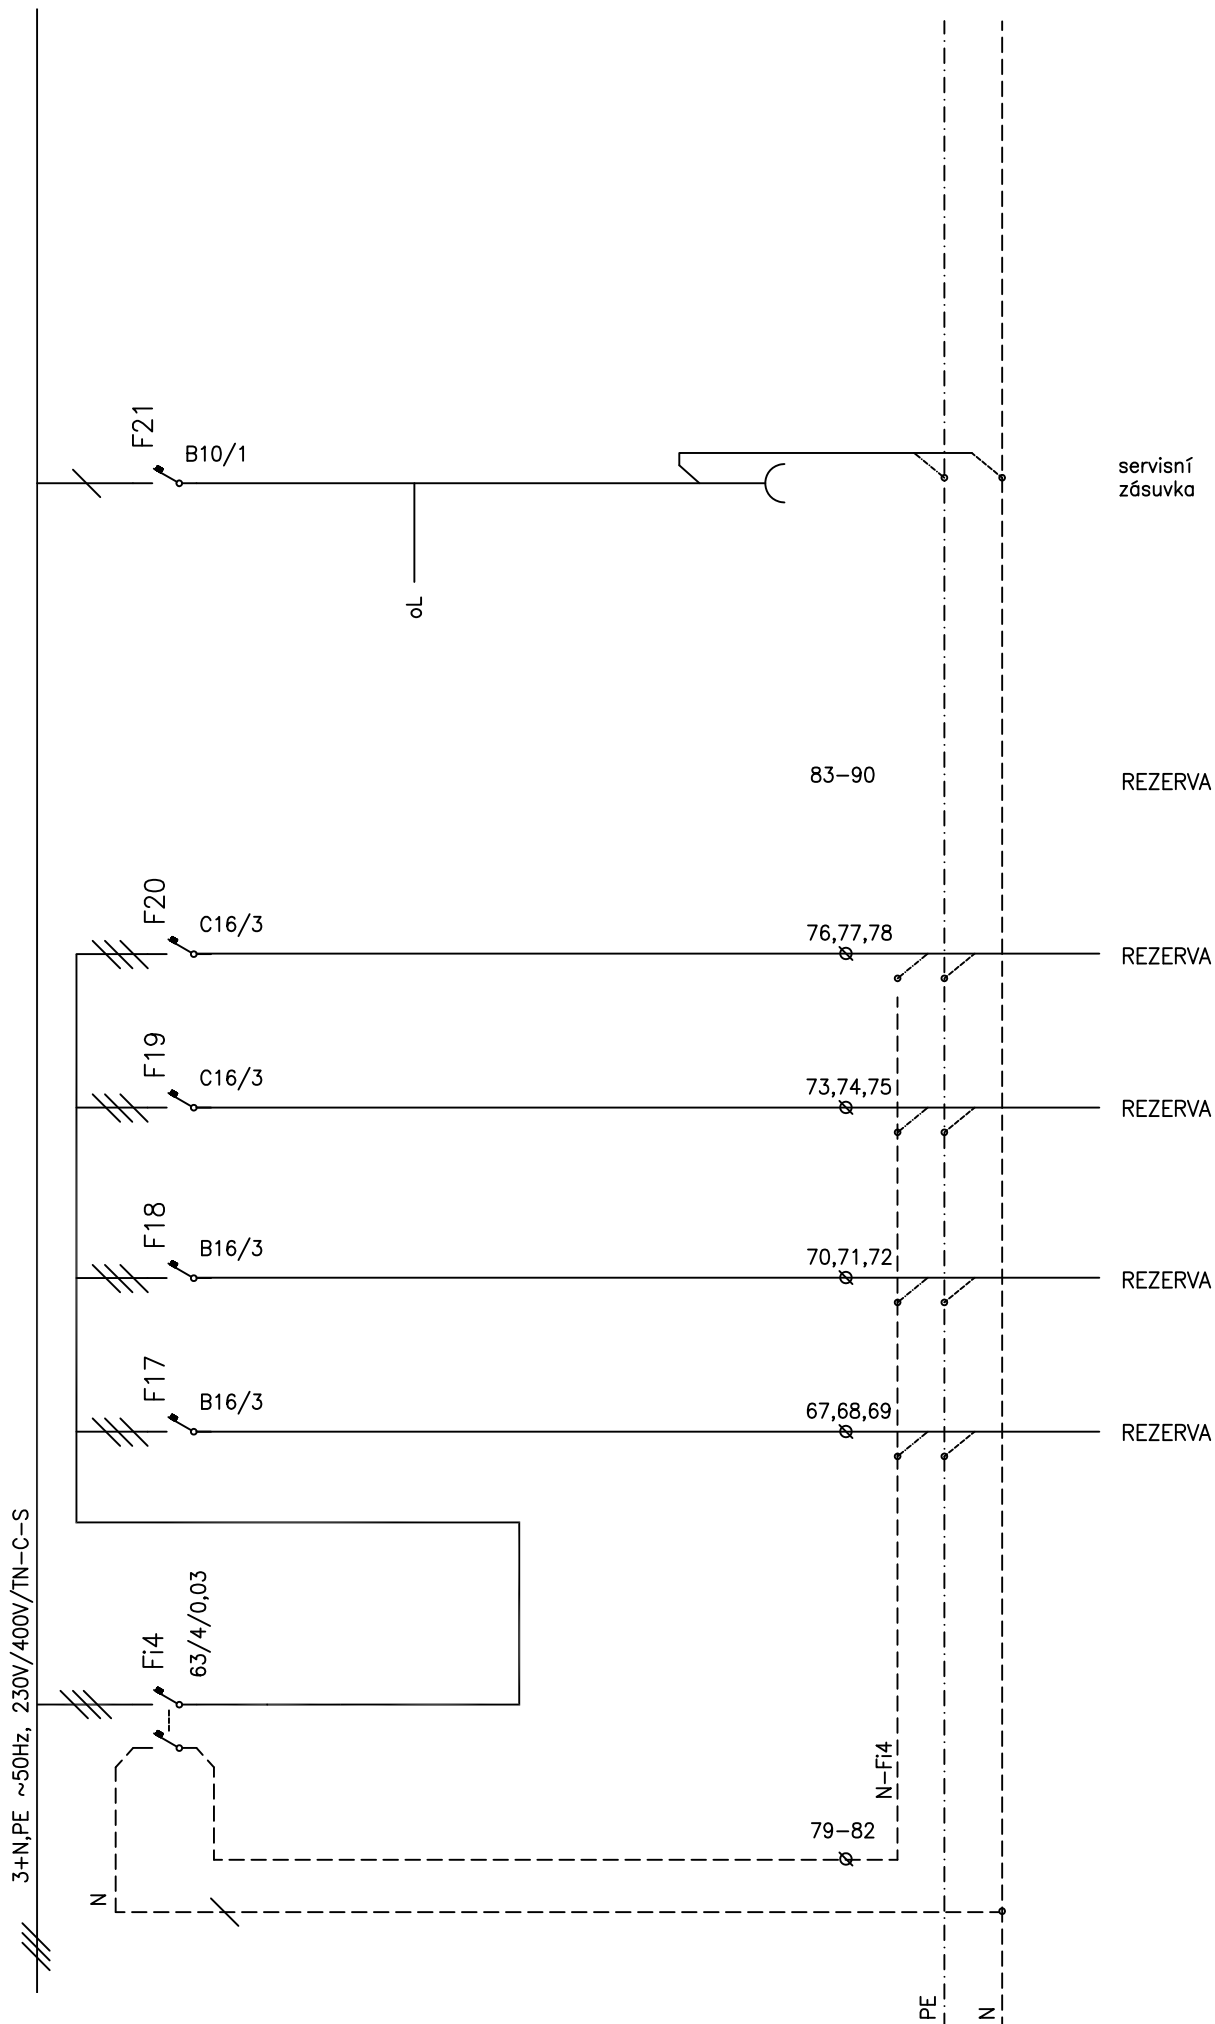 F21
B10/1
servisní
zásuvka
oL
83-90
REZERVA
F20
C16/3
76,77,78
REZERVA
F19
C16/3
73,74,75
REZERVA
F18
B16/3
70,71,72
REZERVA
F17
B16/3
67,68,69
REZERVA
3+N,PE ~50Hz, 230V/400V/TN-C-S
Fi4
63/4/0,03
N-Fi4
79-82
N
PE
N